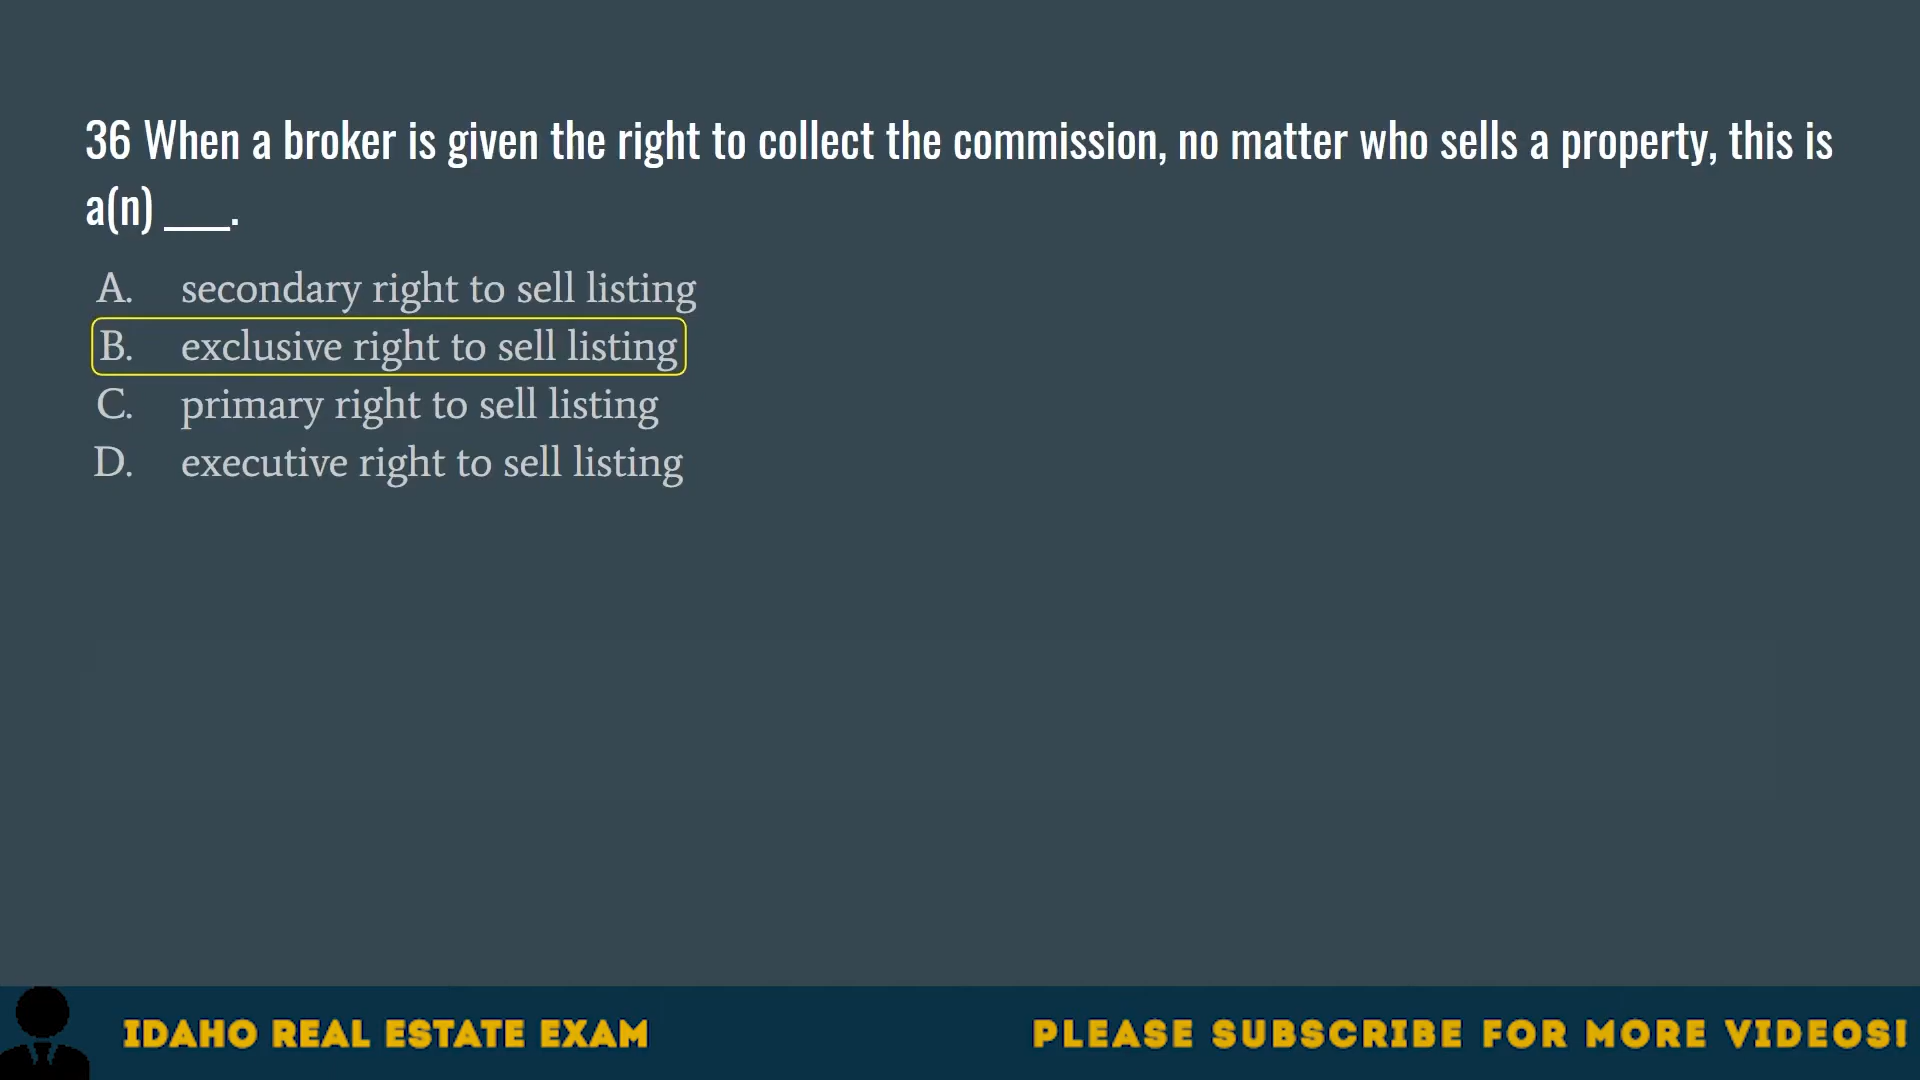 36 When a broker is given the right to collect the commission, no matter who sells a property, this is
a(n) ____.
A. secondary right to sell listing
B. exclusive right to sell listing
C. primary right to sell listing
D. executive right to sell listing
IDAHO REAL ESTATE EXAM
PLEASE SUBSCRIBE FOR MORE VIDEOS!